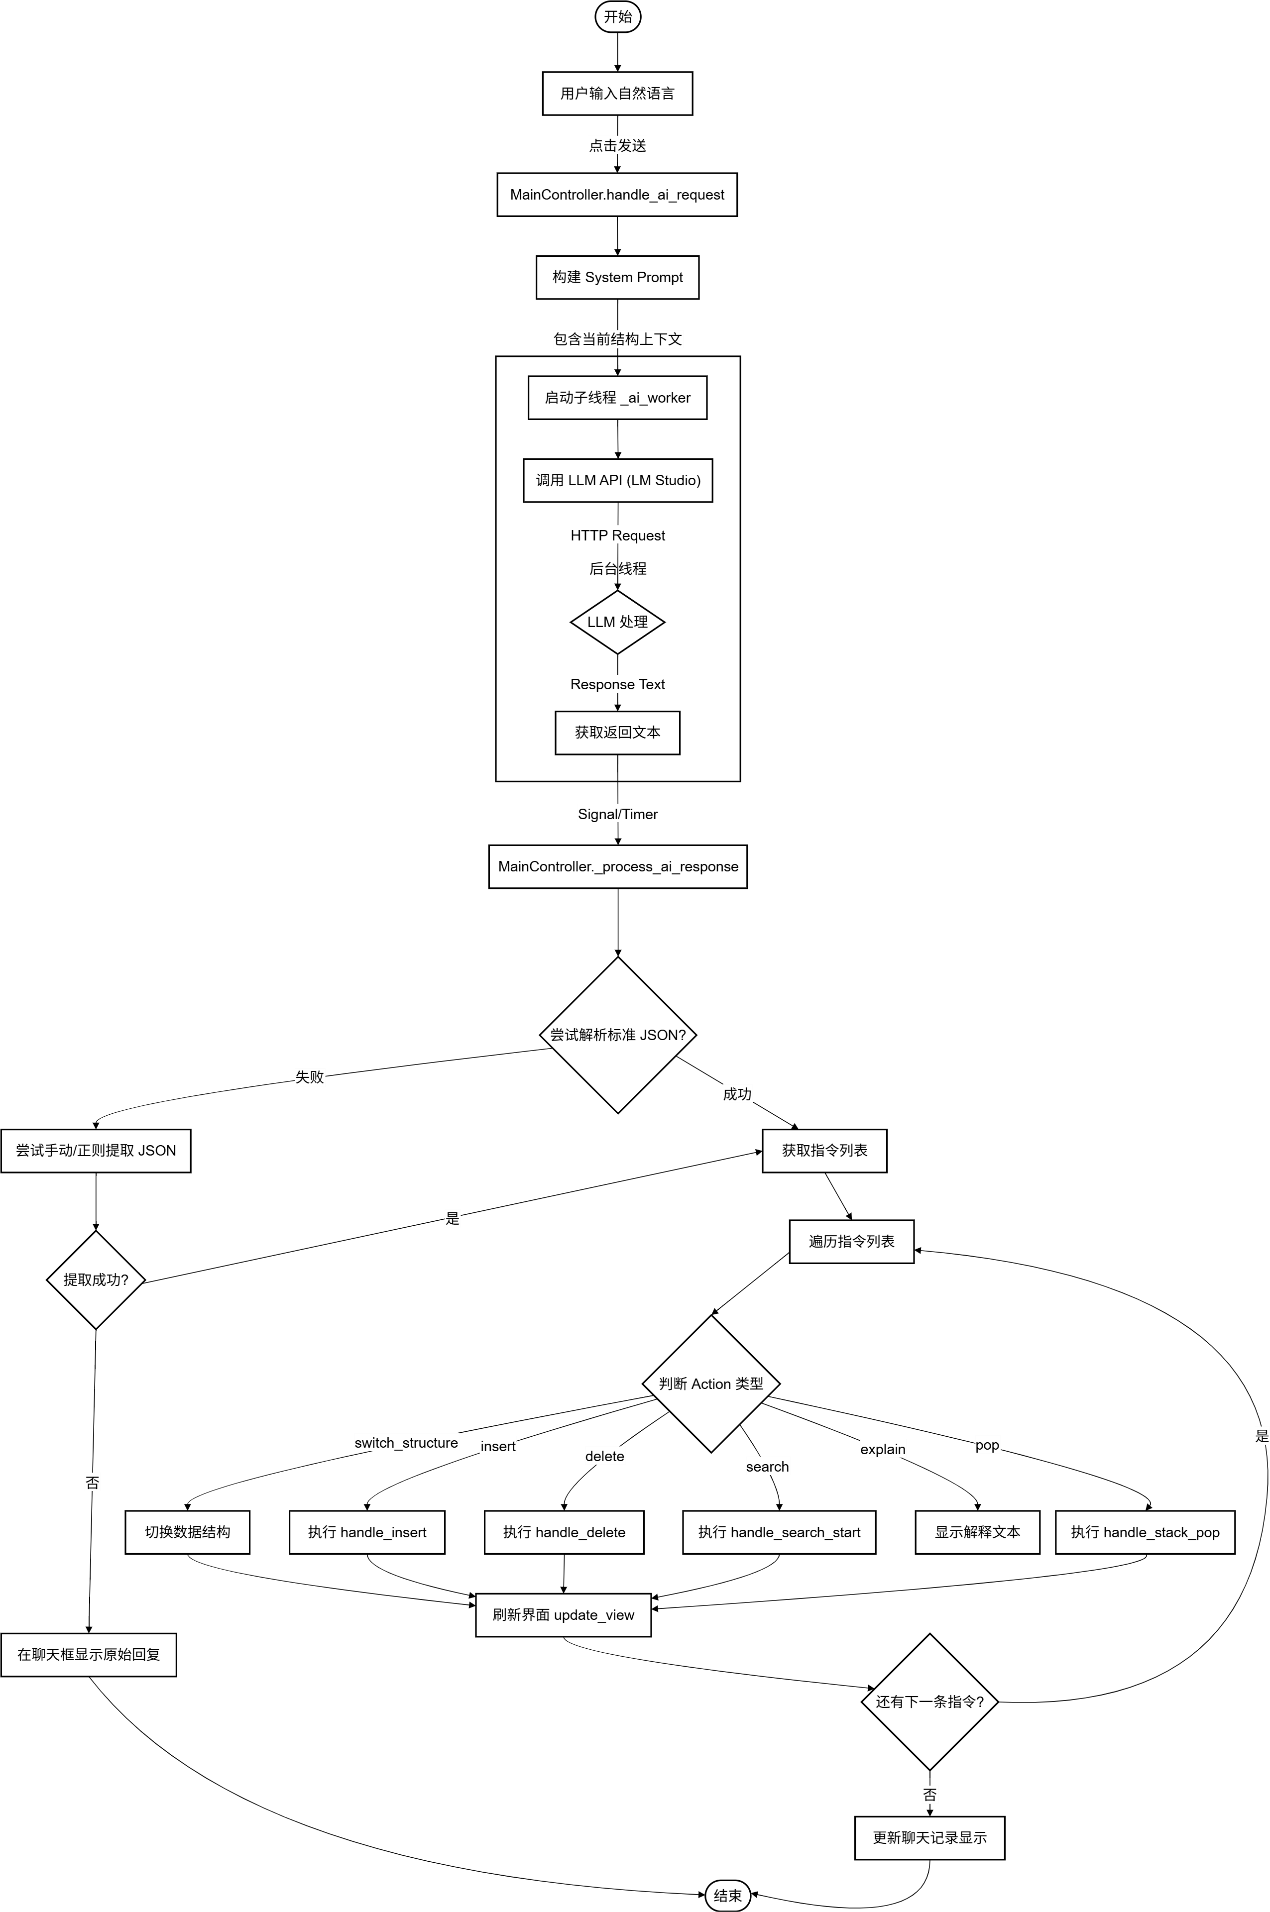 开始
用户输入自然语言
点击发送
MainController.handle_ai_request
构建 System Prompt
包含当前结构上下文
启动子线程 _ai_worker
调用 LLM API (LM Studio)
HTTP Request
后台线程
LLM 处理
Response Text
获取返回文本
Signal/Timer
MainController._process_ai_response
尝试解析标准 JSON?
失败
成功
尝试手动/正则提取 JSON
获取指令列表
是
遍历指令列表
提取成功?
判断 Action 类型
switch_structure
insert
delete
search
explain
pop
是
否
切换数据结构
执行 handle_insert
执行 handle_delete
执行 handle_search_start
显示解释文本
执行 handle_stack_pop
刷新界面 update_view
在聊天框显示原始回复
还有下一条指令?
否
更新聊天记录显示
结束